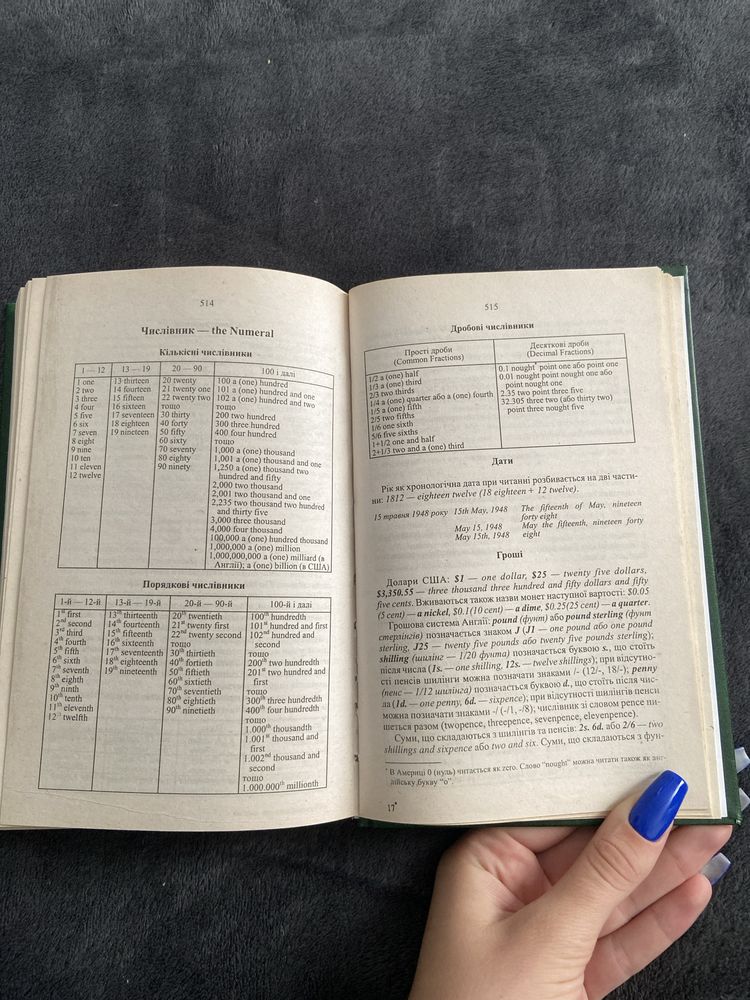 514
Числівник — the Numeral
Кількісні числівники
1 — 12 13 — 19 20 — 90 100 і далі
1 one 13 thirteen 20 twenty 100 a (one) hundred
2 two 14 fourteen 21 twenty one 101 a (one) hundred and one
3 three 15 fifteen 22 twenty two 102 a (one) hundred and two
4 four 16 sixteen тощо тощо
5 five 17 seventeen 30 thirty 200 two hundred
6 six 18 eighteen 40 forty 300 three hundred
7 seven 19 nineteen 50 fifty 400 four hundred
8 eight 60 sixty тощо
9 nine 70 seventy 1,000 a (one) thousand
10 ten 80 eighty 1,001 a (one) thousand and one
11 eleven 90 ninety 1,250 a (one) thousand two
12 twelve hundred and fifty
2,000 two thousand
2,001 two thousand and one
2,235 two thousand two hundred
and thirty five
3,000 three thousand
4,000 four thousand
100,000 a (one) hundred thousand
1,000,000 a (one) million
1,000,000,000 a (one) milliard (в
Англії); a (one) billion (в США)
Порядкові числівники
1-й — 12-й 13-й — 19-й 20-й — 90-й 100-й і далі
1st first 13th thirteenth 20th twentieth 100th hundredth
2nd second 14th fourteenth 21th twenty first 101th hundred and first
3rd third 15th fifteenth 22nd twenty second 102nd hundred and
4th fourth 16th sixteenth тощо second
5th fifth 17th seventeenth 30th thirtieth тощо
6th sixth 18th eighteenth 40th fortieth 200th two hundredth
7th seventh 19th nineteenth 50th fiftieth 201th two hundred and
8th eighth 60th sixtieth first
9th ninth 70th seventieth тощо
10th tenth 80th eightieth 300th three hundredth
11th eleventh 90th ninetieth 400th four hundredth
12th twelfth тощо
1.000th thousandth
1.001th thousand and
first
1.002nd thousand and
second
тощо
1.000.000th millionth
515
Дробові числівники
Прості дроби Десяткові дроби
(Common Fractions) (Decimal Fractions)
1/2 a (one) half 0.1 nought* point one або point one
1/3 a (one) third 0.01 nought point nought one або
2/3 two thirds point nought one
1/4 a (one) quarter або a (one) fourth 2.35 two point three five
1/5 a (one) fifth 32.305 three two (або thirty two)
2/5 two fifths point three nought five
1/6 one sixth
5/6 five sixths
1+1/2 one and half
2+1/3 two and a (one) third
Дати
Рік як хронологічна дата при читанні розбивається на дві части-
ни: 1812 — eighteen twelve (18 eighteen + 12 twelve).
15 травня 1948 року 15th May, 1948 The fifteenth of May, nineteen
forty eight
May 15, 1948 May the fifteenth, nineteen forty
May 15th, 1948 eight
Гроші
Долари США: $1 — one dollar, $25 — twenty five dollars,
$3,350.55 — three thousand three hundred and fifty dollars and fifty
five cents. Вживаються також назви монет наступної вартості: $0.05
(5 cent) — a nickel, $0.1(10 cent) — a dime, $0.25(25 cent) — a quarter.
Грошова система Англії: pound (фунт) або pound sterling (фунт
стерлінгів) позначається знаком J (J1 — one pound або one pound
sterling, J25 — twenty five pounds або twenty five pounds sterling);
shilling (шилінг — 1/20 фунта) позначається буквою s., що стоїть
після числа (1s. — one shilling, 12s. — twelve shillings); при відсутно-
сті пенсів шилінги можна позначати знаками /- (12/-, 18/-); penny
(пенс — 1/12 шилінга) позначається буквою d., що стоїть після чис-
ла (1d. — one penny, 6d. — sixpence); при відсутності шилінгів пенси
можна позначати знаками -/ (-/1, -/8); числівник зі словом pence пи-
шеться разом (twopence, threepence, sevenpence, elevenpence).
Суми, що складаються з шилінгів та пенсів: 2s. 6d. або 2/6 — two
shillings and sixpence або two and six. Суми, що складаються з фун-
* В Америці 0 (нуль) читається як zero. Слово "nought" можна читати також як анг-
лійську букву "o".
17*